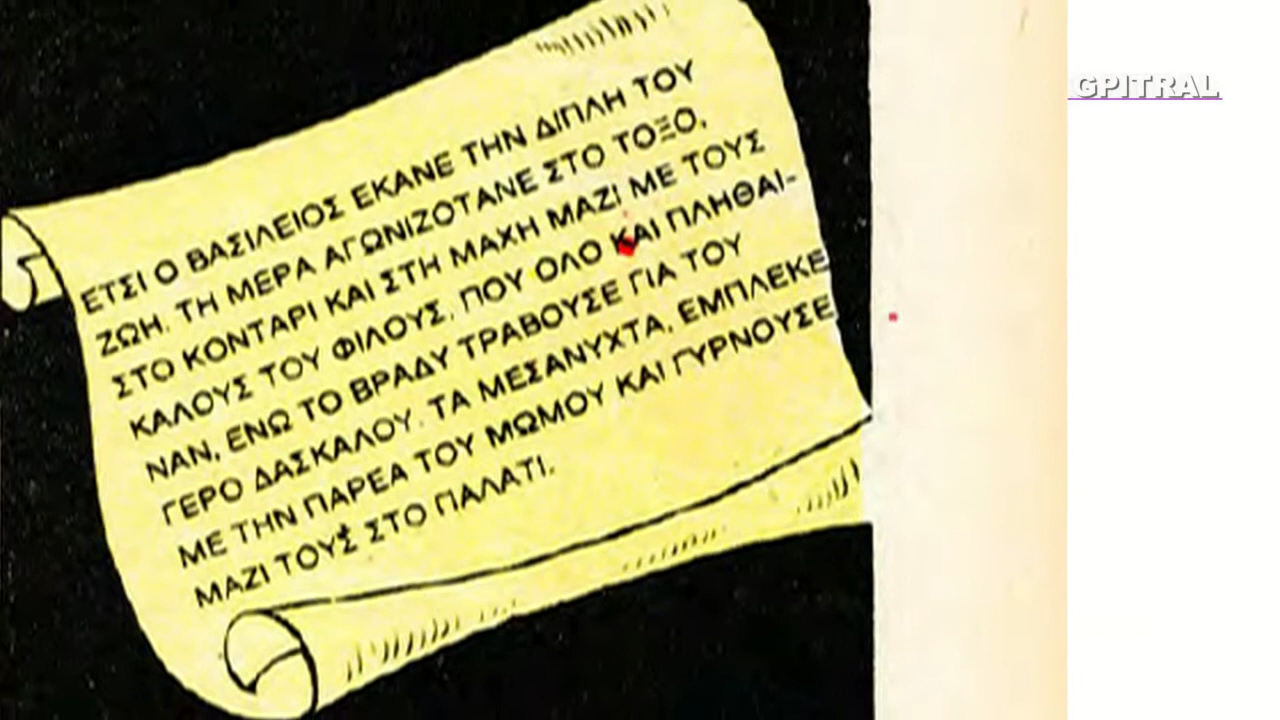 ΕΤΣΙ Ο ΒΑΣΙΛΕΙΟΣ ΕΚΑΝΕ ΤΗΝ ΔΙΠΛΗ ΤΟΥ
ΖΩΗ. ΤΗ ΜΕΡΑ ΑΓΩΝΙΖΟΤΑΝΕ ΣΤΟ ΤΟΞΟ,
ΣΤΟ ΚΟΝΤΑΡΙ ΚΑΙ ΣΤΗ ΜΑΧΗ ΜΑΖΙ ΜΕ ΤΟΥΣ
ΚΑΛΟΥΣ ΤΟΥ ΦΙΛΟΥΣ, ΠΟΥ ΟΛΟ ΚΑΙ ΠΛΗΘΑΙ-
ΝΑΝ, ΕΝΩ ΤΟ ΒΡΑΔΥ ΤΡΑΒΟΥΣΕ ΓΙΑ ΤΟΥ
ΓΕΡΟ ΔΑΣΚΑΛΟΥ. ΤΑ ΜΕΣΑΝΥΧΤΑ, ΕΜΠΛΕΚΕ
ΜΕ ΤΗΝ ΠΑΡΕΑ ΤΟΥ ΜΩΜΟΥ ΚΑΙ ΓΥΡΝΟΥΣΕ
ΜΑΖΙ ΤΟΥΣ ΣΤΟ ΠΑΛΑΤΙ.
GPITRAL